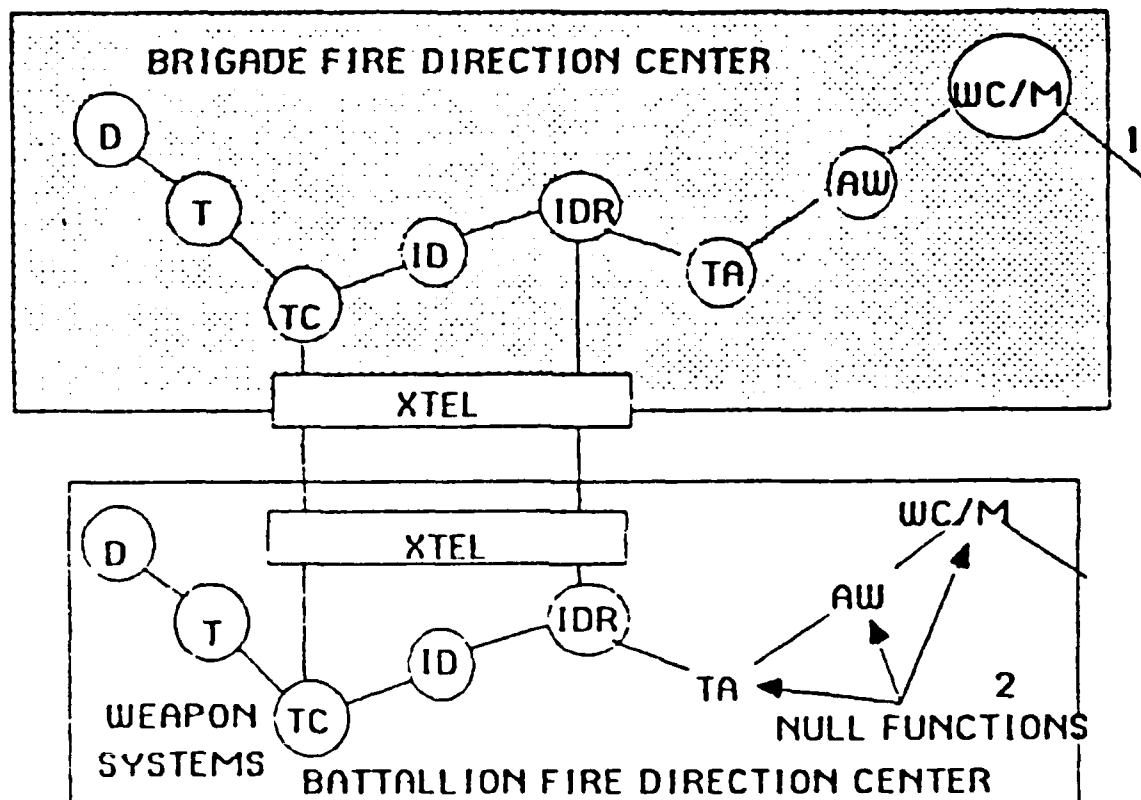 BRIGADE FIRE DIRECTION CENTER
WC/M
D
1
AW
T
IDR
ID
TA
TC
XTEL
WC/M
XTEL
D
AW
IDR
T
ID
TA
2
WEAPON
TC
NULL FUNCTIONS
SYSTEMS
BATTALLION FIRE DIRECTION CENTER